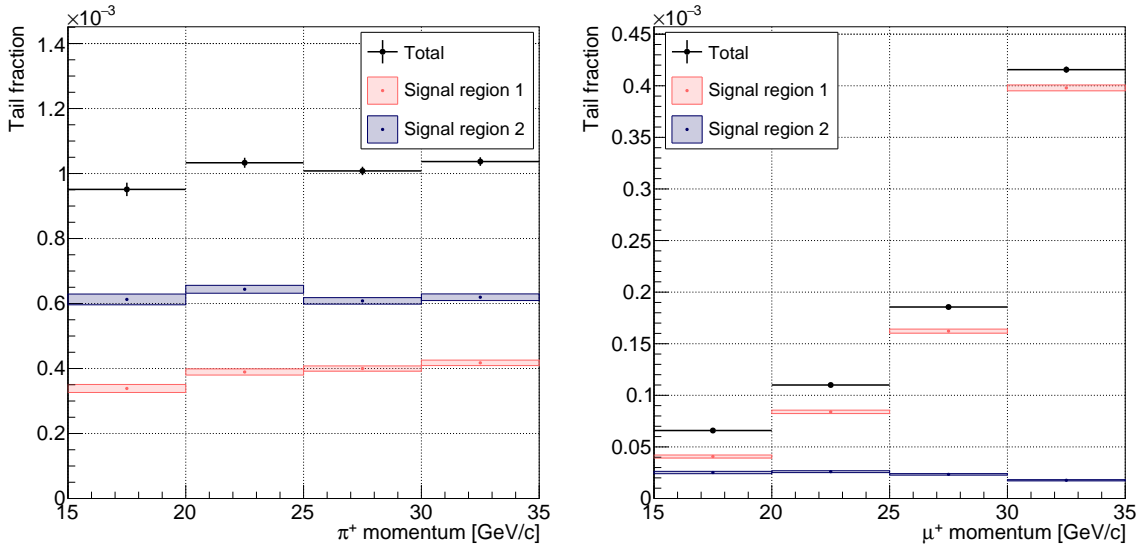 ×10⁻³
Tail fraction
1.4
1.2
1
0.8
0.6
0.4
0.2
0
15 20 25 30 35
π⁺ momentum [GeV/c]
Total
Signal region 1
Signal region 2
×10⁻³
Tail fraction
0.45
0.4
0.35
0.3
0.25
0.2
0.15
0.1
0.05
0
15 20 25 30 35
μ⁺ momentum [GeV/c]
Total
Signal region 1
Signal region 2